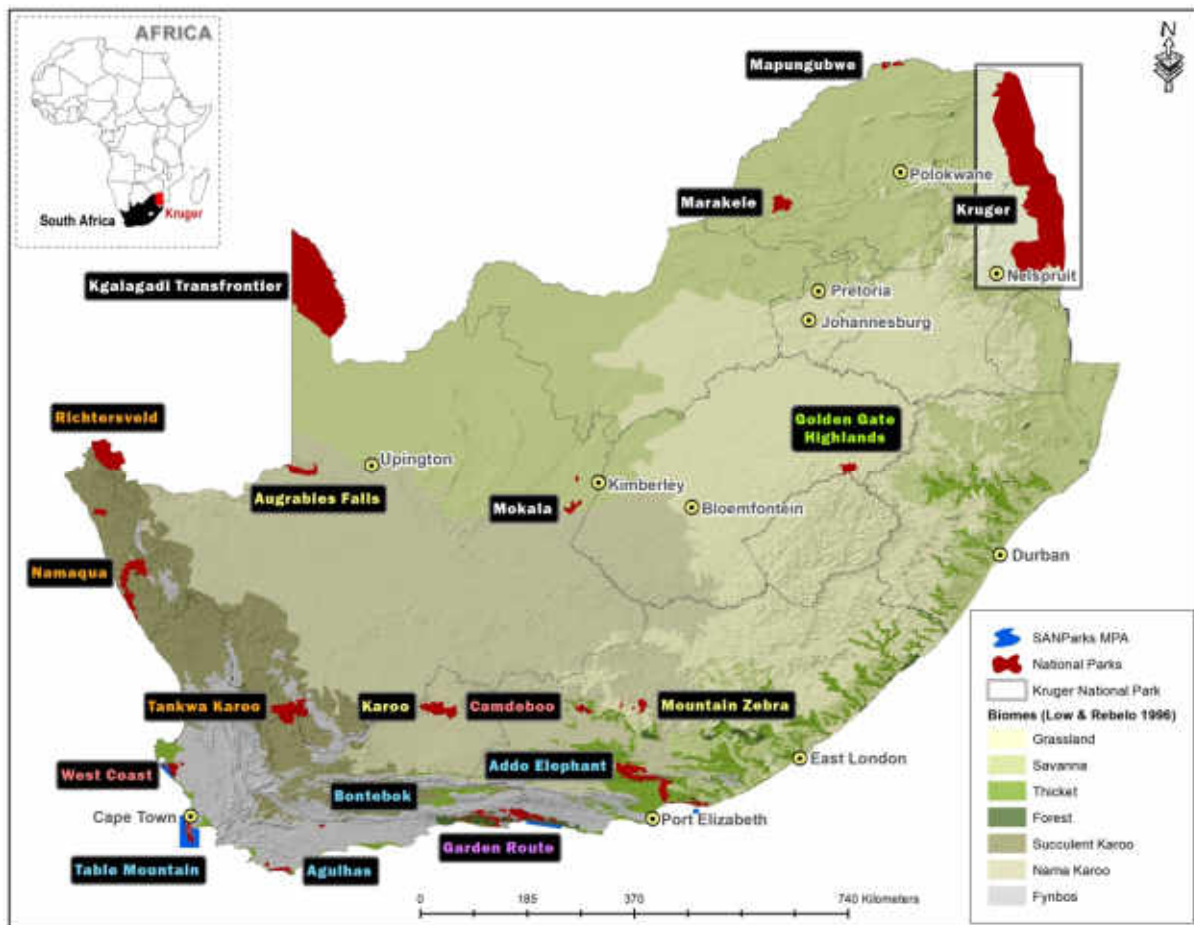 AFRICA
South Africa
Kruger
N
Mapungubwe
Polokwane
Marakele
Kruger
Nelspruit
Kgalagadi Transfrontier
Pretoria
Johannesburg
Richtersveld
Golden Gate
Highlands
Upington
Augrabies Falls
Kimberley
Mokala
Bloemfontein
Durban
Namaqua
Tankwa Karoo
Karoo
Camdeboo
Mountain Zebra
East London
West Coast
Addo Elephant
Bontebok
Cape Town
Port Elizabeth
Garden Route
Table Mountain
Agulhas
0 185 370 740 Kilometers
SANParks MPA
National Parks
Kruger National Park
Biomes (Low & Rebelo 1996)
Grassland
Savanna
Thicket
Forest
Succulent Karoo
Nama Karoo
Fynbos